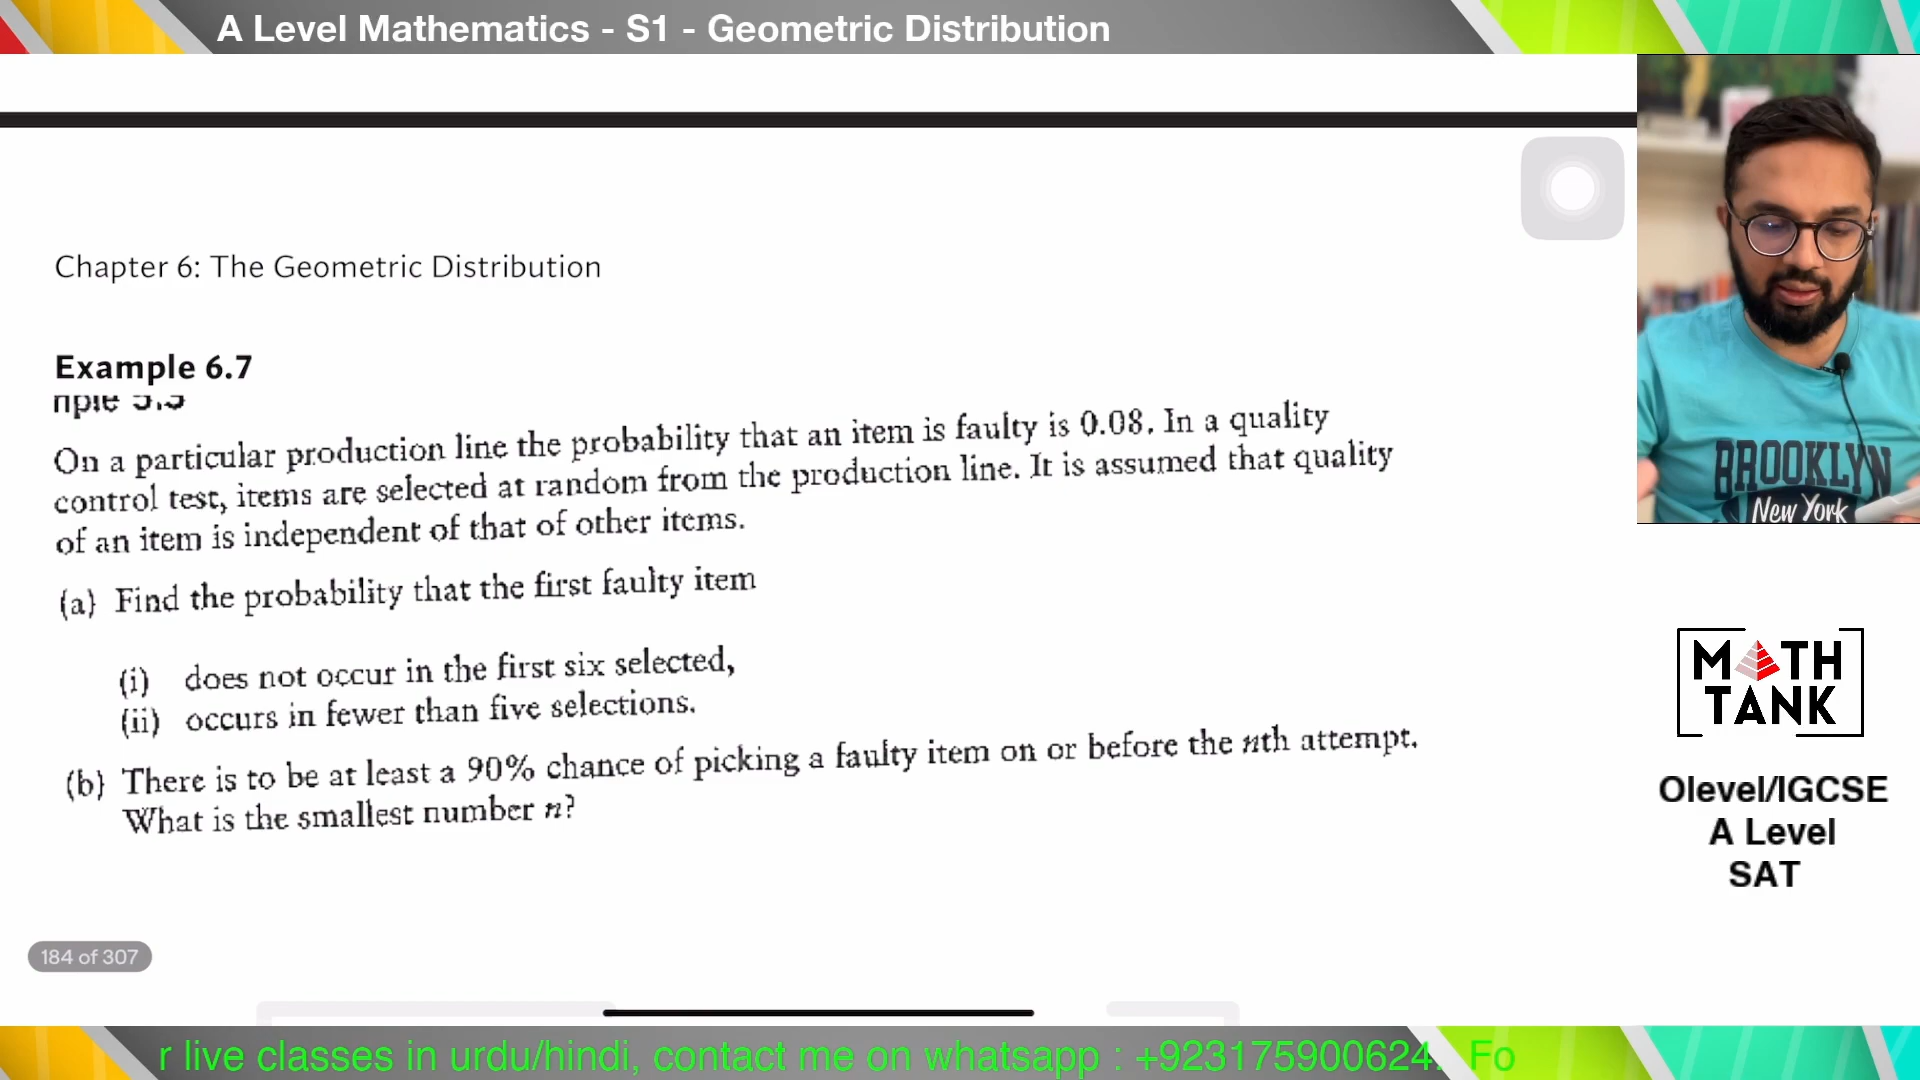 A Level Mathematics - S1 - Geometric Distribution
Chapter 6: The Geometric Distribution
Example 6.7
On a particular production line the probability that an item is faulty is 0.08. In a quality
control test, items are selected at random from the production line. It is assumed that quality
of an item is independent of that of other items.
(a) Find the probability that the first faulty item
(i) does not occur in the first six selected,
(ii) occurs in fewer than five selections.
(b) There is to be at least a 90% chance of picking a faulty item on or before the nth attempt.
What is the smallest number n?
184 of 307
BROOKLYN
New York
MATH
TANK
Olevel/IGCSE
A Level
SAT
r live classes in urdu/hindi, contact me on whatsapp : +923175900624. Fo